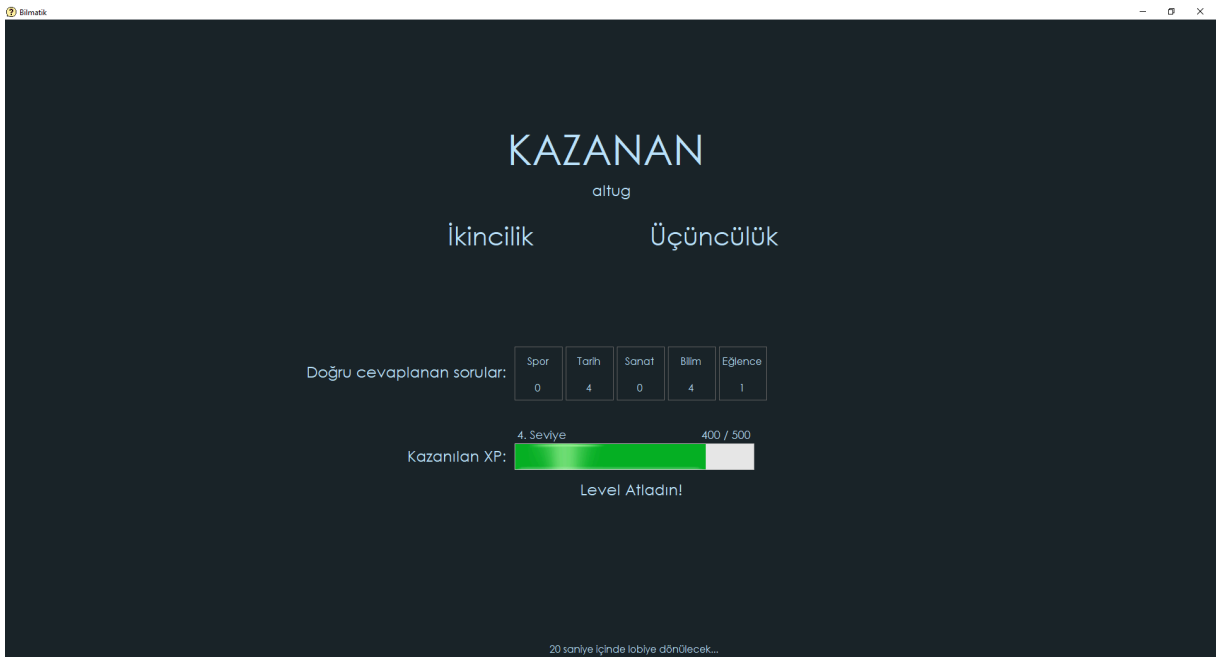 Bilmatik
KAZANAN
altug
İkincilik Üçüncülük
Spor Tarih Sanat Bilim Eğlence
Doğru cevaplanan sorular:
0 4 0 4 1
4. Seviye 400 / 500
Kazanılan XP:
Level Atladın!
20 saniye içinde lobiye dönülecek...